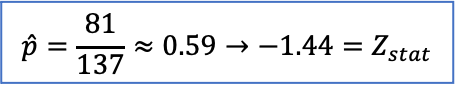 p̂ = 81/137 ≈ 0.59 → −1.44 = Z_stat